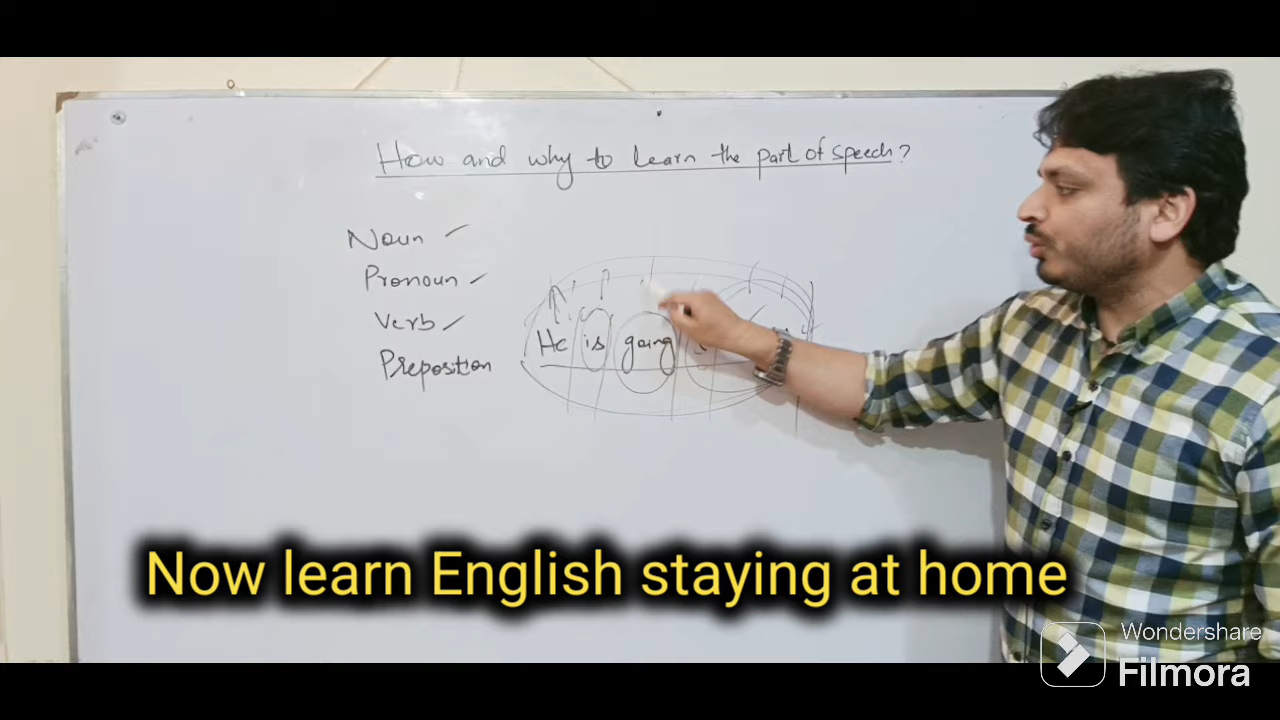 How and why to learn the part of speech?
Noun
Pronoun
Verb
Preposition
He is going
Now learn English staying at home
Wondershare
Filmora